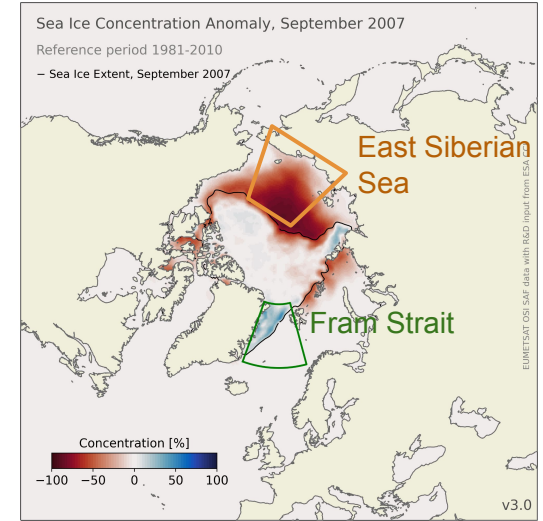 Sea Ice Concentration Anomaly, September 2007
Reference period 1981-2010
− Sea Ice Extent, September 2007
East Siberian
Sea
Fram Strait
EUMETSAT OSI SAF data with R&D input from ESA
Concentration [%]
−100 −50 0 50 100
v3.0